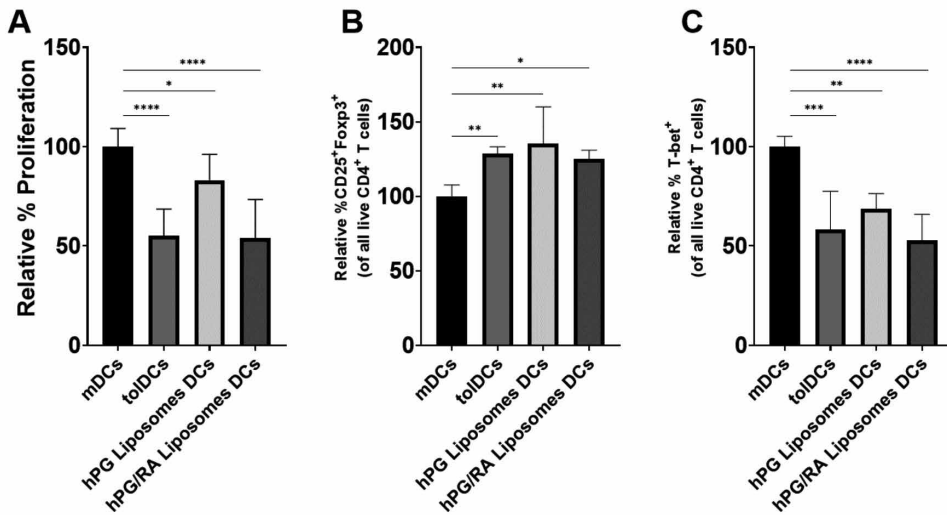 A
Relative % Proliferation
150
100
50
0
****
*
****
mDCs
tolDCs
hPG Liposomes DCs
hPG/RA Liposomes DCs
B
Relative %CD25⁺Foxp3⁺
(of all live CD4⁺ T cells)
200
150
100
50
0
*
**
**
mDCs
tolDCs
hPG Liposomes DCs
hPG/RA Liposomes DCs
C
Relative % T-bet⁺
(of all live CD4⁺ T cells)
150
100
50
0
****
**
***
mDCs
tolDCs
hPG Liposomes DCs
hPG/RA Liposomes DCs